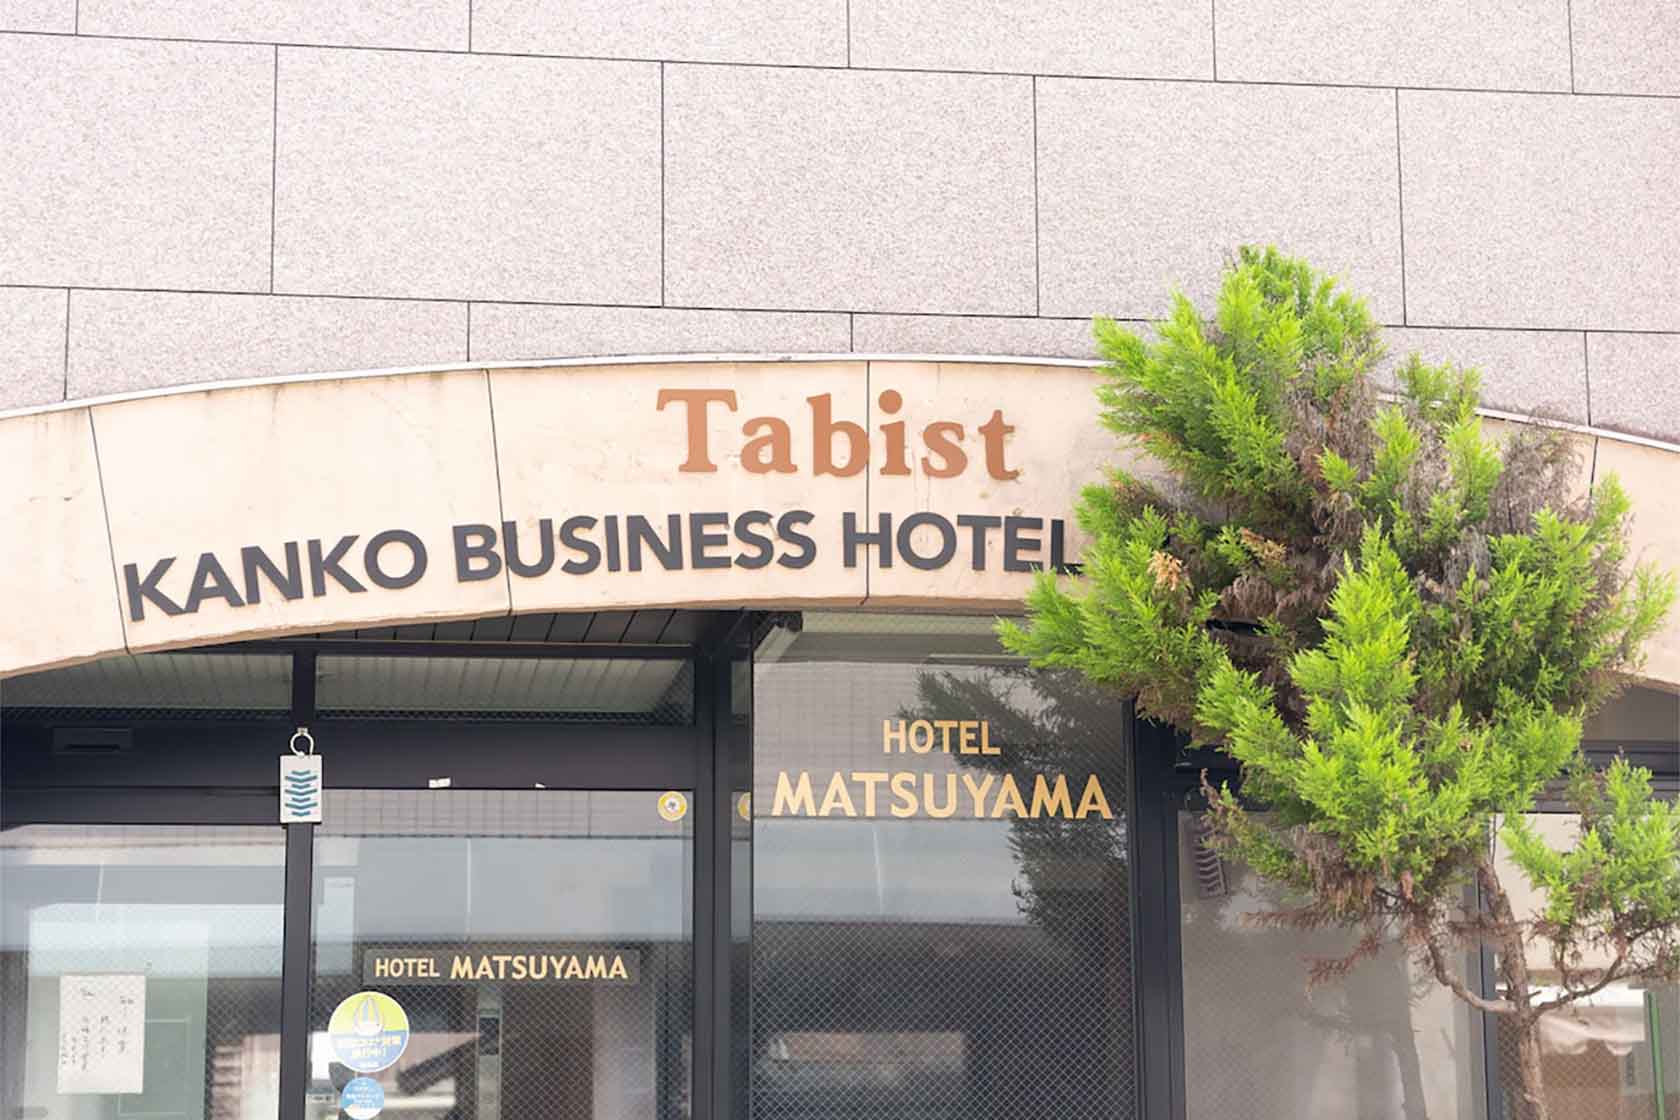 Tabist
KANKO BUSINESS HOTEL
HOTEL
MATSUYAMA
HOTEL MATSUYAMA